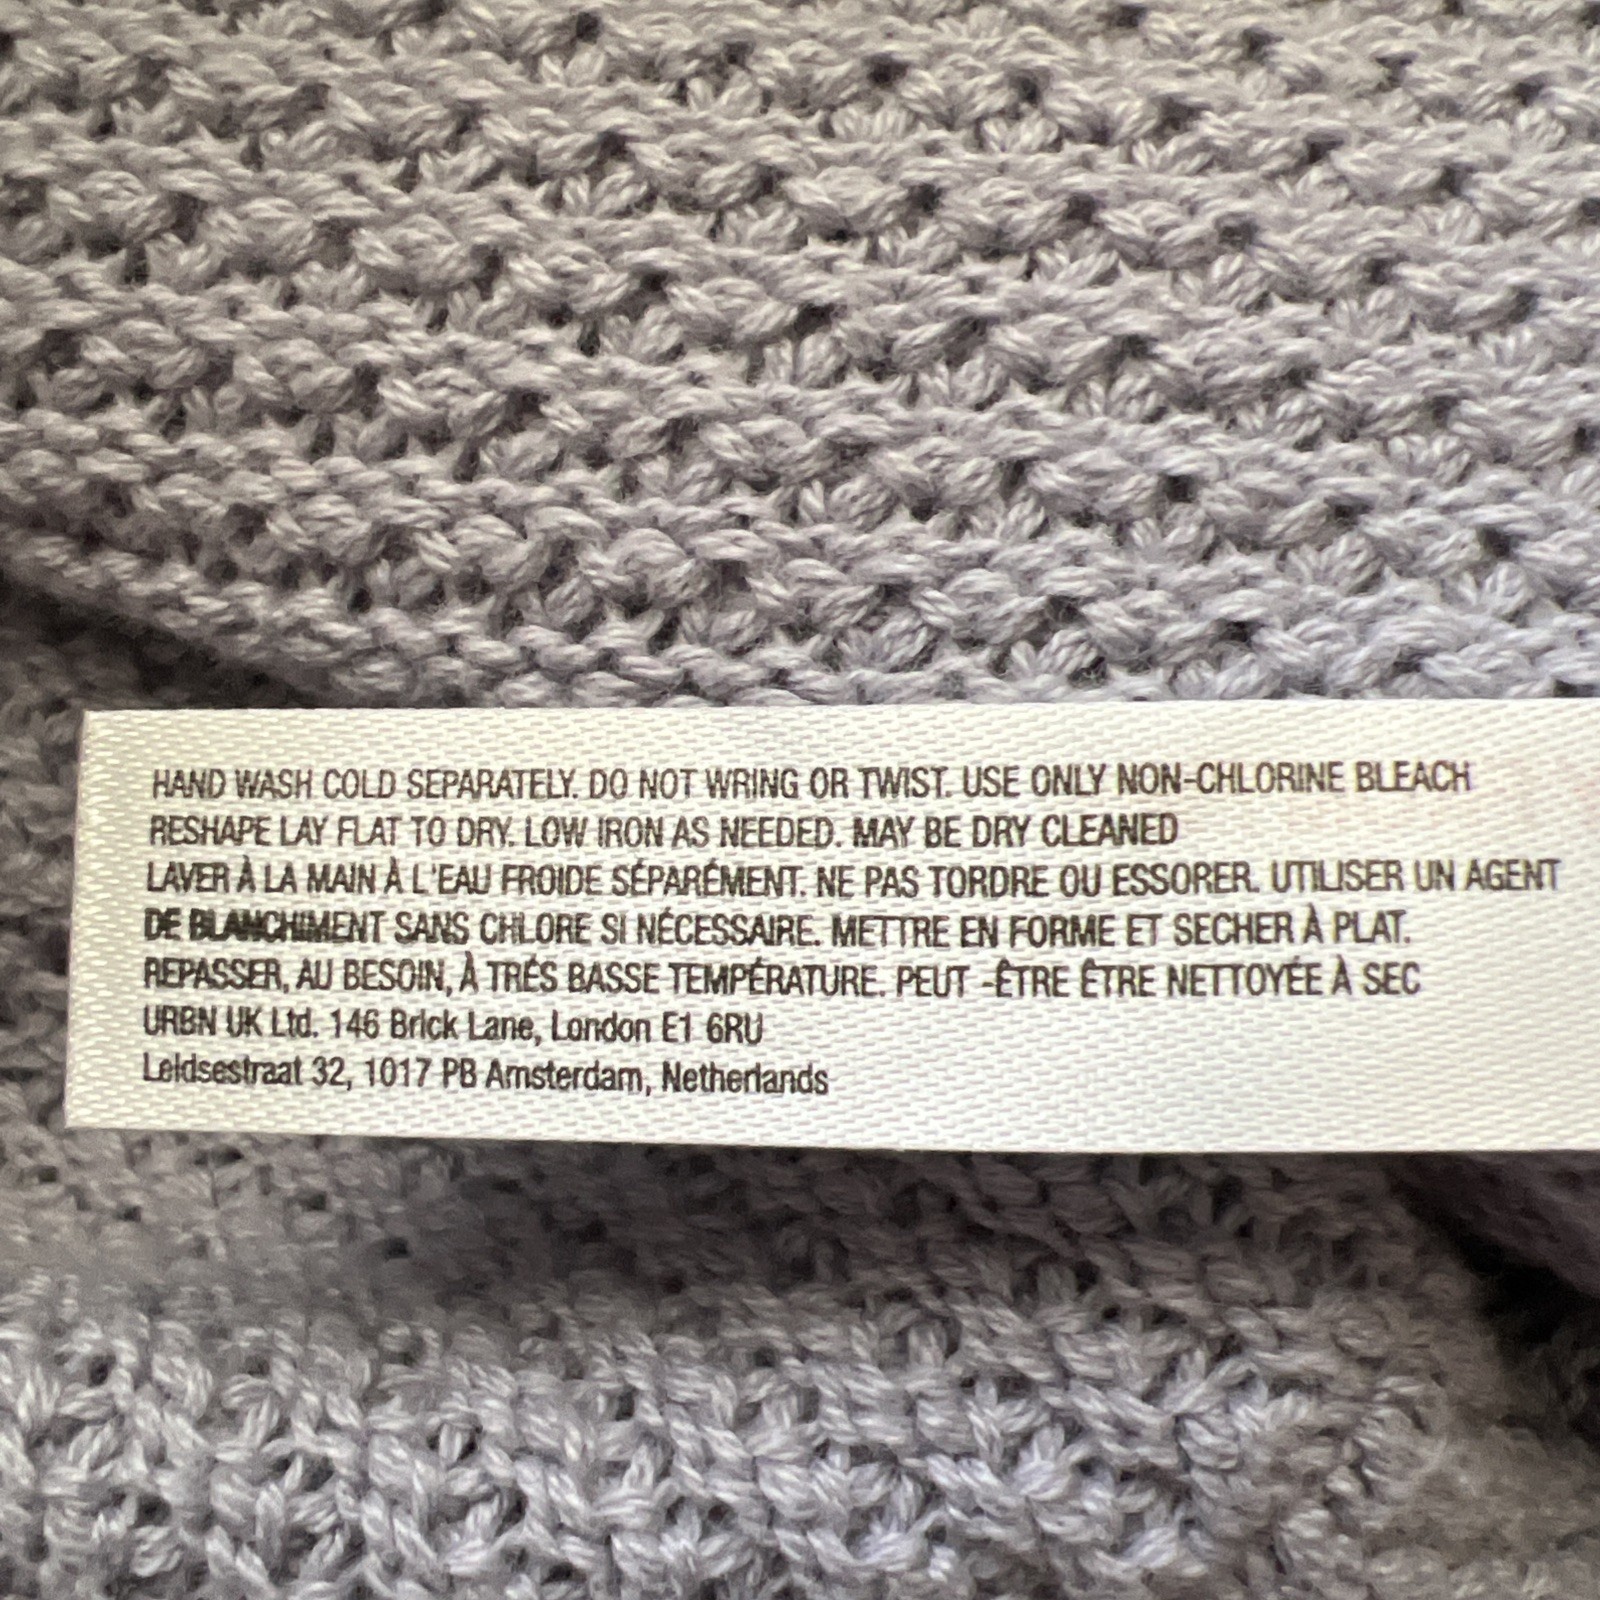 HAND WASH COLD SEPARATELY. DO NOT WRING OR TWIST. USE ONLY NON-CHLORINE BLEACH
RESHAPE LAY FLAT TO DRY. LOW IRON AS NEEDED. MAY BE DRY CLEANED
LAVER À LA MAIN À L'EAU FROIDE SÉPARÉMENT. NE PAS TORDRE OU ESSORER. UTILISER UN AGENT
DE BLANCHIMENT SANS CHLORE SI NÉCESSAIRE. METTRE EN FORME ET SECHER À PLAT.
REPASSER, AU BESOIN, À TRÉS BASSE TEMPÉRATURE. PEUT -ÊTRE ÊTRE NETTOYÉE À SEC
URBN UK Ltd. 146 Brick Lane, London E1 6RU
Leidsestraat 32, 1017 PB Amsterdam, Netherlands